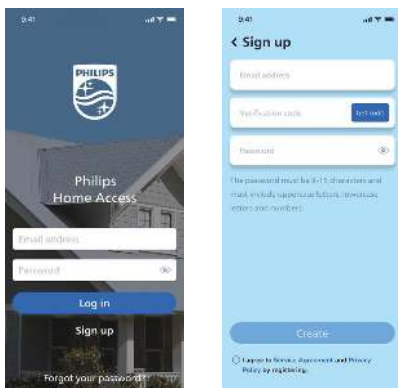 9:41
PHILIPS
Philips
Home Access
Email address
Password
Log in
Sign up
Forgot your password?
9:41
< Sign up
Email address
Verification code
Password
The password must be 8-15 characters and
must include uppercase letters, lowercase
letters and numbers.
Create
I agree to Service Agreement and Privacy
Policy by registering.